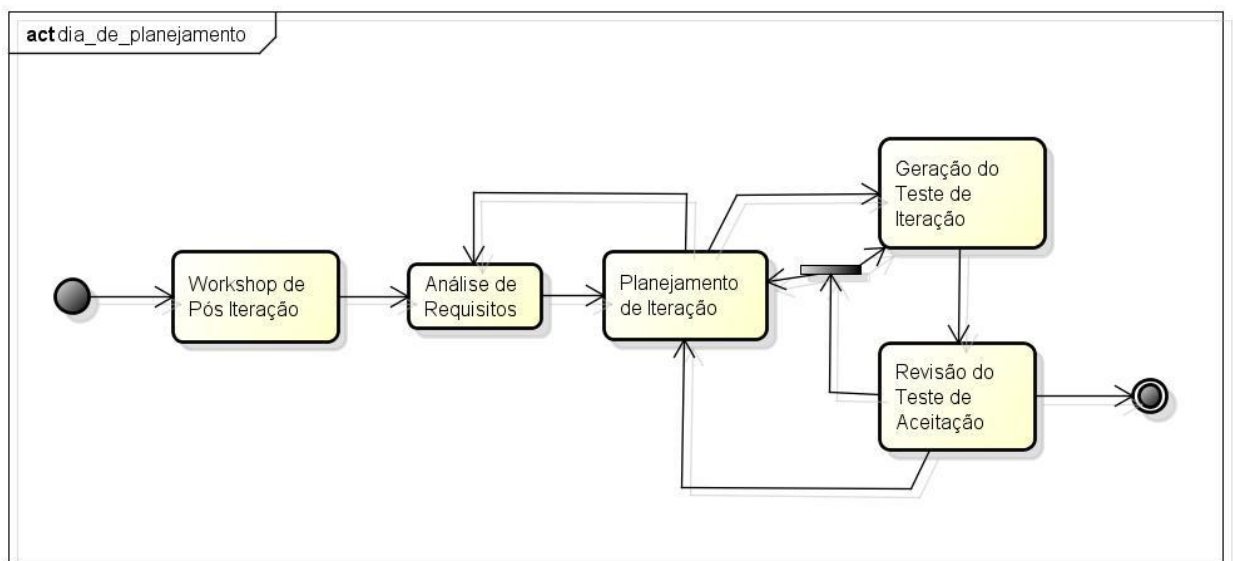 act dia_de_planejamento
Workshop de
Pós Iteração
Análise de
Requisitos
Planejamento
de Iteração
Geração do
Teste de
Iteração
Revisão do
Teste de
Aceitação